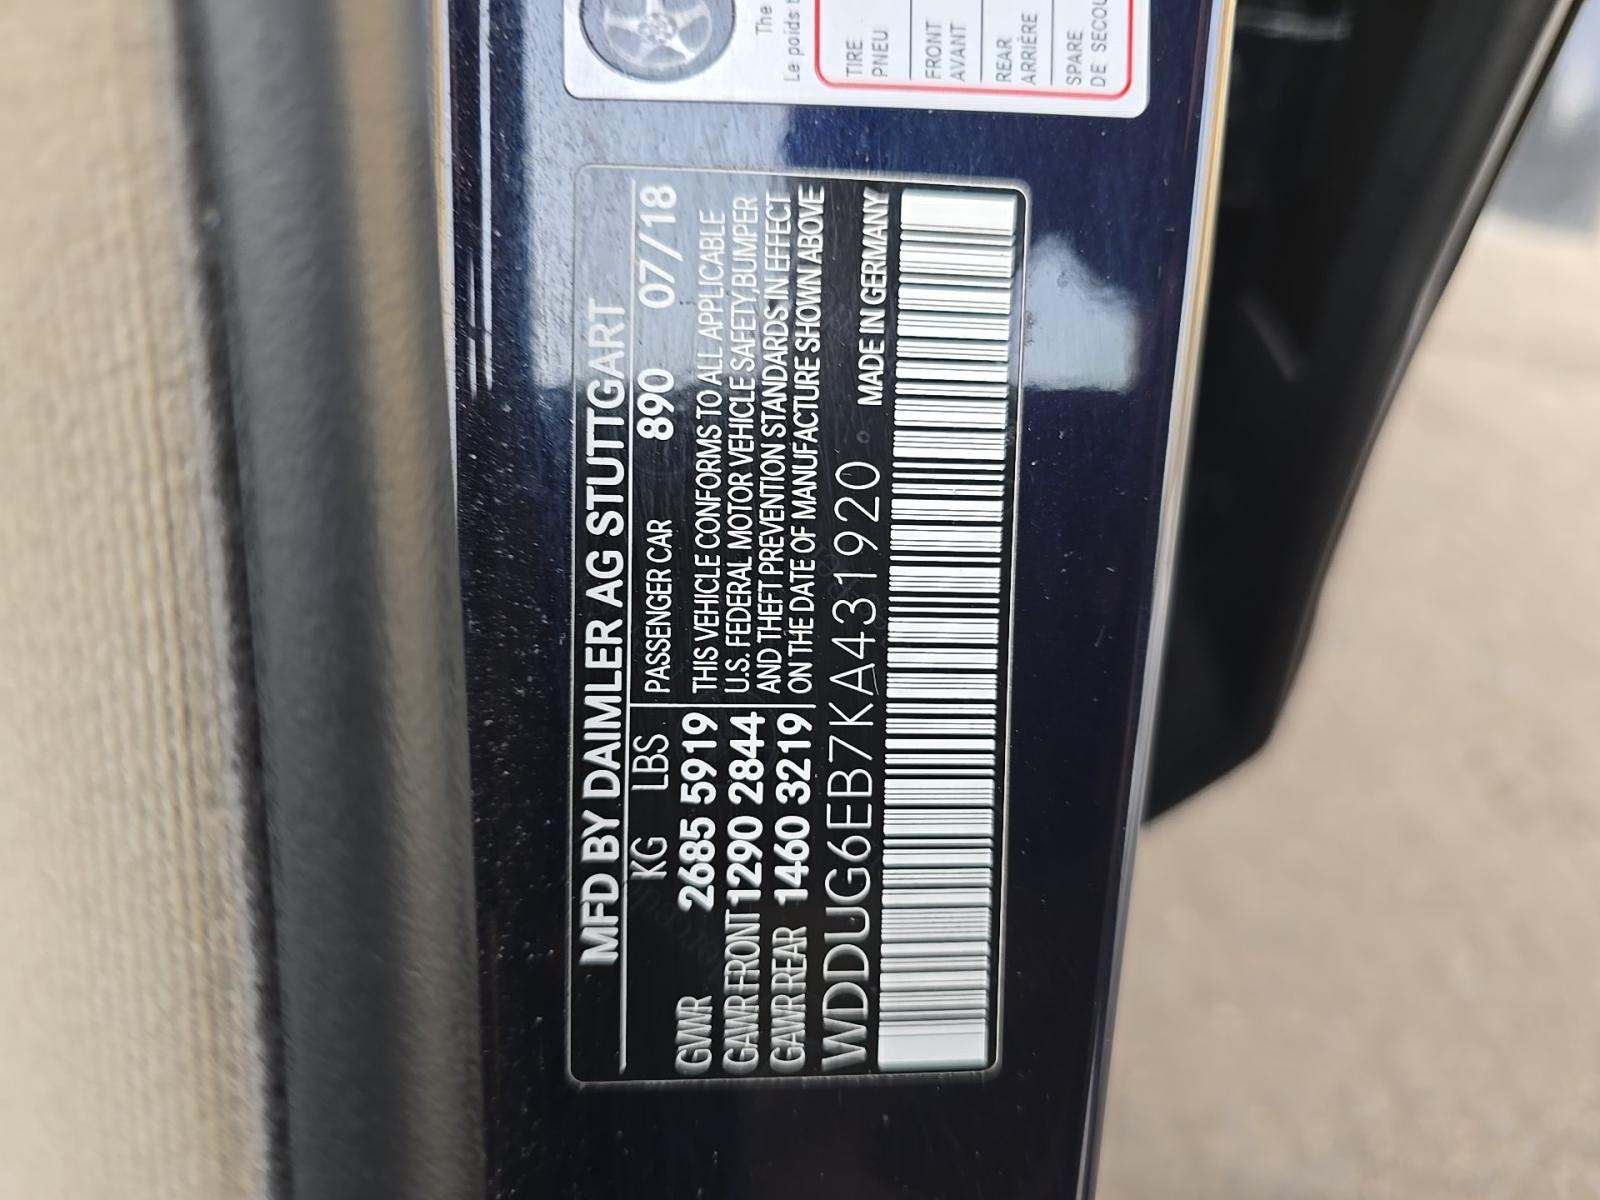 MFD BY DAIMLER AG STUTTGART
KG LBS PASSENGER CAR 890 07/18
GVWR 2685 5919 THIS VEHICLE CONFORMS TO ALL APPLICABLE
U.S. FEDERAL MOTOR VEHICLE SAFETY,BUMPER
GAWR FRONT 1290 2844 AND THEFT PREVENTION STANDARDS IN EFFECT
GAWR REAR 1460 3219 ON THE DATE OF MANUFACTURE SHOWN ABOVE
WDDUG6EB7KA431920 MADE IN GERMANY
The
Le poids
TIRE
PNEU
FRONT
AVANT
REAR
ARRIÈRE
SPARE
DE SECOU